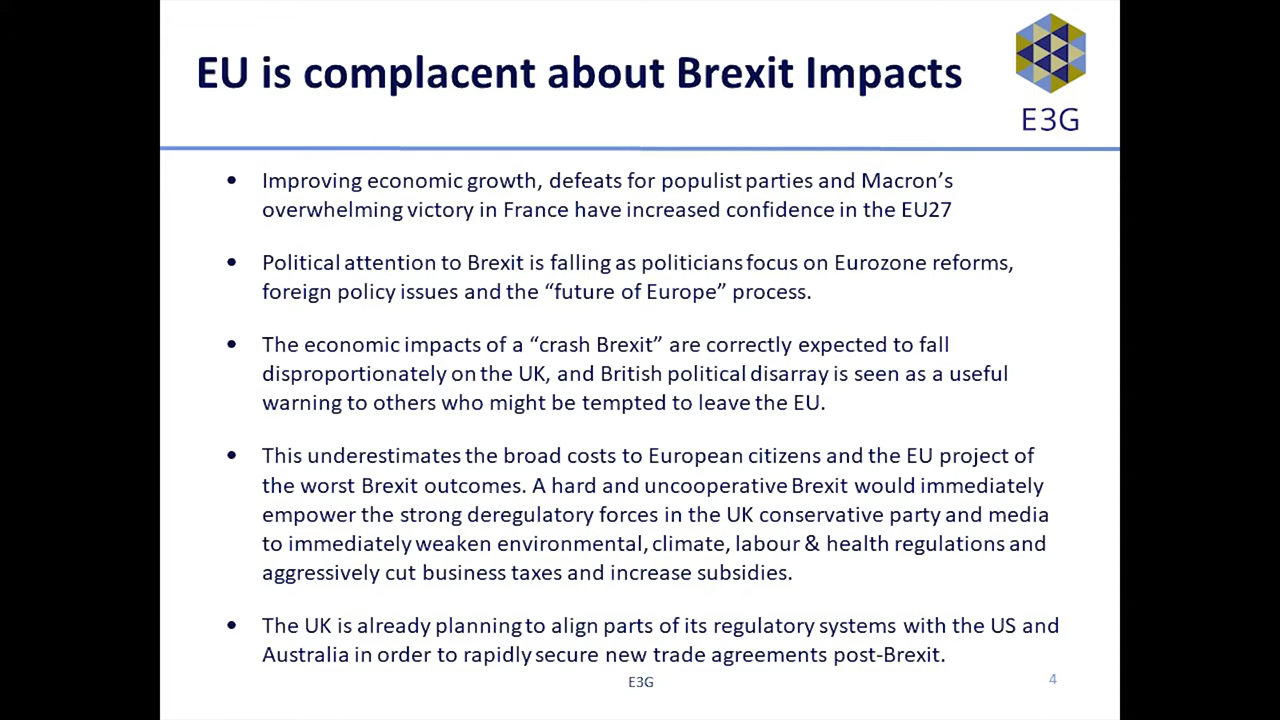 EU is complacent about Brexit Impacts
E3G
• Improving economic growth, defeats for populist parties and Macron’s
overwhelming victory in France have increased confidence in the EU27
• Political attention to Brexit is falling as politicians focus on Eurozone reforms,
foreign policy issues and the “future of Europe” process.
• The economic impacts of a “crash Brexit” are correctly expected to fall
disproportionately on the UK, and British political disarray is seen as a useful
warning to others who might be tempted to leave the EU.
• This underestimates the broad costs to European citizens and the EU project of
the worst Brexit outcomes. A hard and uncooperative Brexit would immediately
empower the strong deregulatory forces in the UK conservative party and media
to immediately weaken environmental, climate, labour & health regulations and
aggressively cut business taxes and increase subsidies.
• The UK is already planning to align parts of its regulatory systems with the US and
Australia in order to rapidly secure new trade agreements post-Brexit.
E3G
4